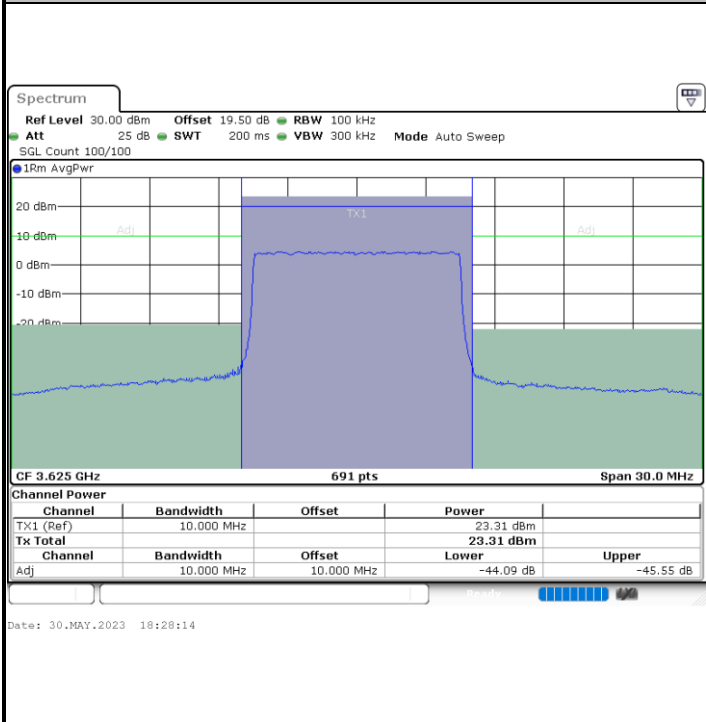 Spectrum
Ref Level 30.00 dBm Offset 19.50 dB RBW 100 kHz
Att 25 dB SWT 200 ms VBW 300 kHz Mode Auto Sweep
SGL Count 100/100
1Rm AvgPwr
20 dBm
TX1
10 dBm
Adj
Adj
0 dBm
-10 dBm
-20 dBm
CF 3.625 GHz 691 pts Span 30.0 MHz
Channel Power
Channel Bandwidth Offset Power
TX1 (Ref) 10.000 MHz 23.31 dBm
Tx Total 23.31 dBm
Channel Bandwidth Offset Lower Upper
Adj 10.000 MHz 10.000 MHz -44.09 dB -45.55 dB
Ready
Date: 30.MAY.2023 18:28:14